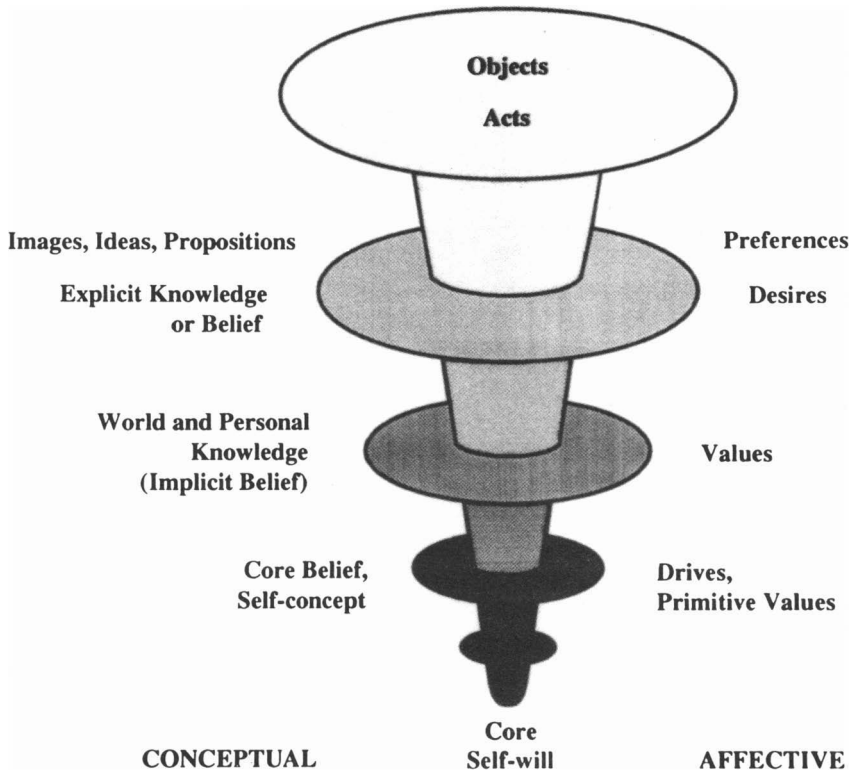 Objects
Acts
Images, Ideas, Propositions
Preferences
Explicit Knowledge
or Belief
Desires
World and Personal
Knowledge
(Implicit Belief)
Values
Core Belief,
Self-concept
Drives,
Primitive Values
Core
Self-will
CONCEPTUAL
AFFECTIVE